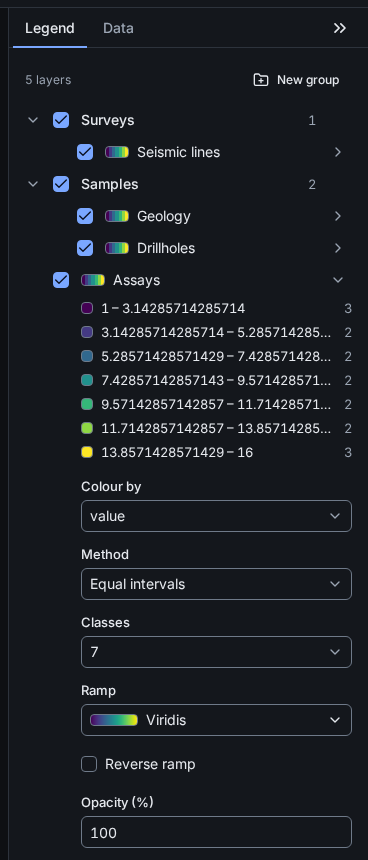 Legend Data
5 layers New group
Surveys 1
Seismic lines
Samples 2
Geology
Drillholes
Assays
1 – 3.14285714285714 3
3.14285714285714 – 5.285714285... 2
5.28571428571429 – 7.428571428... 2
7.42857142857143 – 9.571428571... 2
9.57142857142857 – 11.71428571... 2
11.7142857142857 – 13.85714285... 2
13.8571428571429 – 16 3
Colour by
value
Method
Equal intervals
Classes
7
Ramp
Viridis
Reverse ramp
Opacity (%)
100